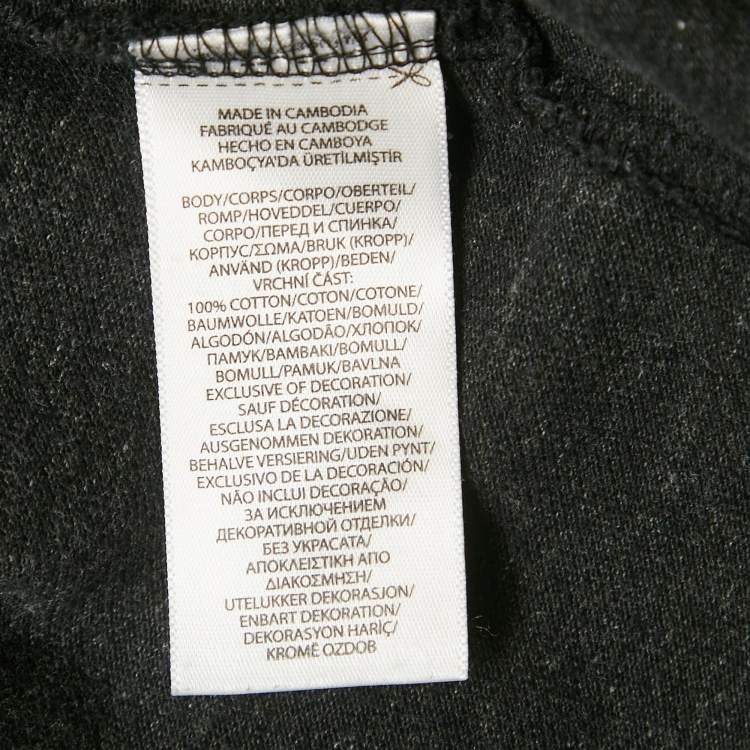 MADE IN CAMBODIA
FABRIQUÉ AU CAMBODGE
HECHO EN CAMBOYA
KAMBOÇYA'DA ÜRETİLMİŞTİR
BODY/CORPS/CORPO/OBERTEIL/
ROMP/HOVEDDEL/CUERPO/
CORPO/ПЕРЕД И СПИНКА/
КОРПУС/ΣΩΜΑ/BRUK (KROPP)/
ANVÄND (KROPP)/BEDEN/
VRCHNÍ ČÁST:
100% COTTON/COTON/COTONE/
BAUMWOLLE/KATOEN/BOMULD/
ALGODÓN/ALGODÃO/ХЛОПОК/
ПАМУК/ΒΑΜΒΑΚΙ/BOMULL/
BOMULL/PAMUK/BAVLNA
EXCLUSIVE OF DECORATION/
SAUF DÉCORATION/
ESCLUSA LA DECORAZIONE/
AUSGENOMMEN DEKORATION/
BEHALVE VERSIERING/UDEN PYNT/
EXCLUSIVO DE LA DECORACIÓN/
NÃO INCLUI DECORAÇÃO/
ЗА ИСКЛЮЧЕНИЕМ
ДЕКОРАТИВНОЙ ОТДЕЛКИ/
БЕЗ УКРАСАТА/
ΑΠΟΚΛΕΙΣΤΙΚΗ ΑΠΟ
ΔΙΑΚΟΣΜΗΣΗ/
UTELUKKER DEKORASJON/
ENBART DEKORATION/
DEKORASYON HARİÇ/
KROMĚ OZDOB